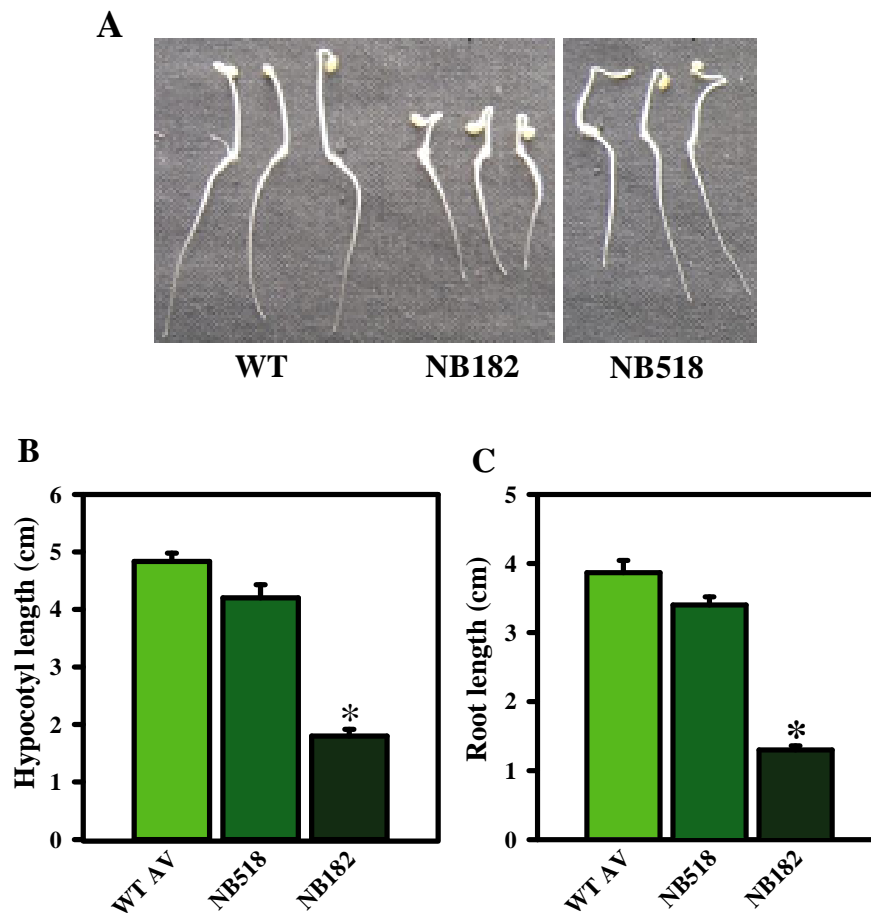 A
WT
NB182
NB518
B
Hypocotyl length (cm)
6
5
4
3
2
1
0
*
WT AV
NB518
NB182
C
Root length (cm)
5
4
3
2
1
0
*
WT AV
NB518
NB182